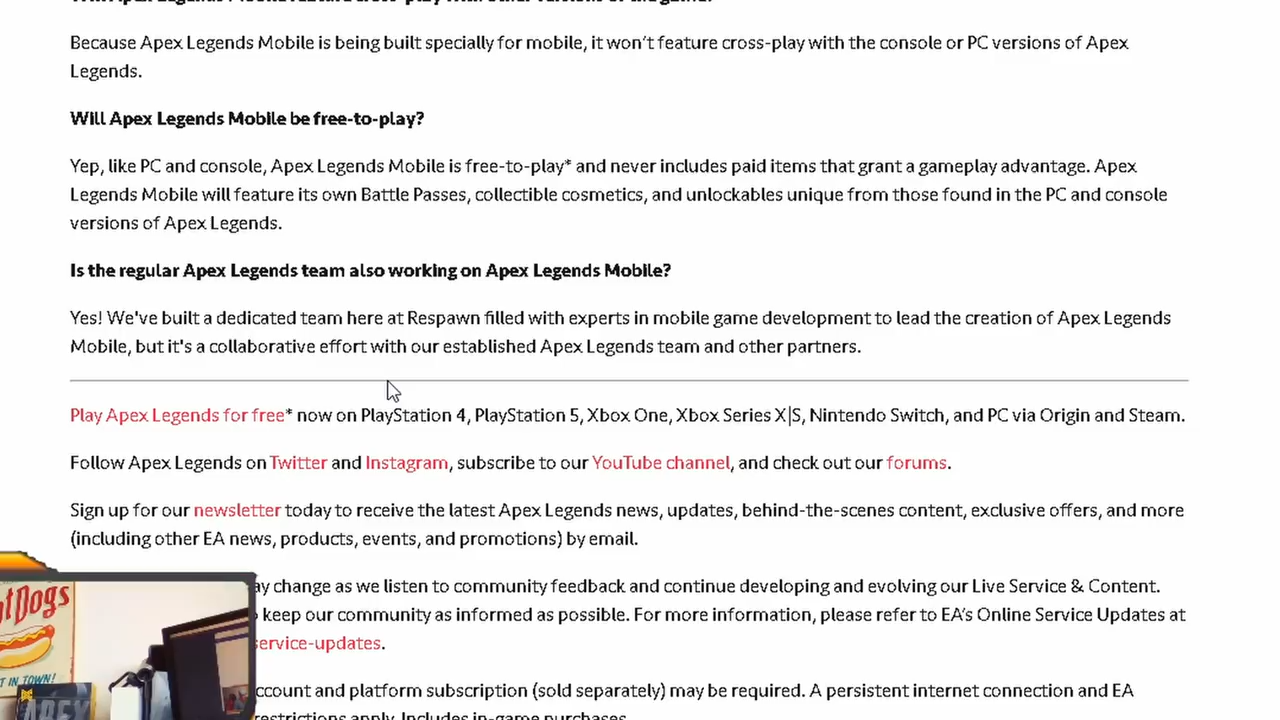 Because Apex Legends Mobile is being built specially for mobile, it won't feature cross-play with the console or PC versions of Apex
Legends.
Will Apex Legends Mobile be free-to-play?
Yep, like PC and console, Apex Legends Mobile is free-to-play* and never includes paid items that grant a gameplay advantage. Apex
Legends Mobile will feature its own Battle Passes, collectible cosmetics, and unlockables unique from those found in the PC and console
versions of Apex Legends.
Is the regular Apex Legends team also working on Apex Legends Mobile?
Yes! We've built a dedicated team here at Respawn filled with experts in mobile game development to lead the creation of Apex Legends
Mobile, but it's a collaborative effort with our established Apex Legends team and other partners.
Play Apex Legends for free* now on PlayStation 4, PlayStation 5, Xbox One, Xbox Series X|S, Nintendo Switch, and PC via Origin and Steam.
Follow Apex Legends on Twitter and Instagram, subscribe to our YouTube channel, and check out our forums.
Sign up for our newsletter today to receive the latest Apex Legends news, updates, behind-the-scenes content, exclusive offers, and more
(including other EA news, products, events, and promotions) by email.
ay change as we listen to community feedback and continue developing and evolving our Live Service & Content.
keep our community as informed as possible. For more information, please refer to EA's Online Service Updates at
service-updates.
ccount and platform subscription (sold separately) may be required. A persistent internet connection and EA
restrictions apply. Includes in-game purchases.
ot Dogs
T IN TOWN!
APEX